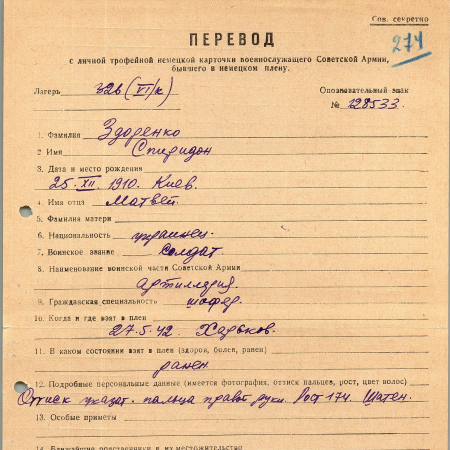 Сов. секретно
274
ПЕРЕВОД
с личной трофейной немецкой карточки военнослужащего Советской Армии,
бывшего в немецком плену.
Лагерь 326 (VI/к) Опознавательный знак
№ 128533.
1. Фамилия Здоренко
2 Имя Спиридон
3. Дата и место рождения
25. XII. 1910. Киев.
4. Имя отца Матвей.
5. Фамилия матери
6. Национальность украинец.
7. Воинское звание солдат.
8. Наименование воинской части Советской Армии
артиллерия.
9. Гражданская специальность шофер.
10. Когда и где взят в плен
27.5.42. Харьков.
11. В каком состоянии взят в плен (здоров, болен, ранен)
ранен
12. Подробные персональные данные (имеется фотография, оттиск пальцев, рост, цвет волос)
Оттиск указат. пальца правой руки. Рост 174. Шатен.
13. Особые приметы
14. Ближайшие родственники и их местожительство